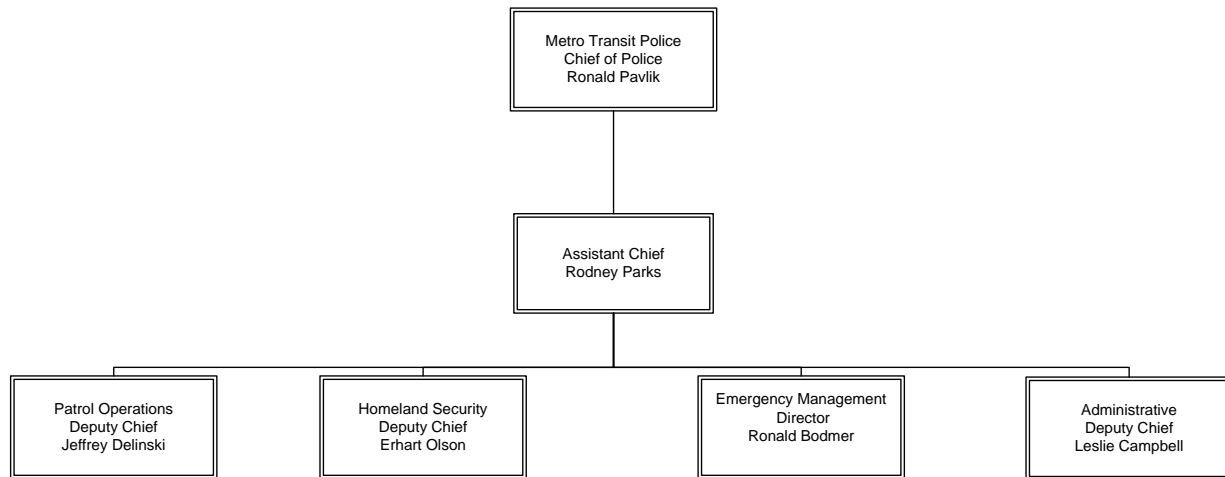 Metro Transit Police
Chief of Police
Ronald Pavlik
Assistant Chief
Rodney Parks
Patrol Operations
Deputy Chief
Jeffrey Delinski
Homeland Security
Deputy Chief
Erhart Olson
Emergency Management
Director
Ronald Bodmer
Administrative
Deputy Chief
Leslie Campbell